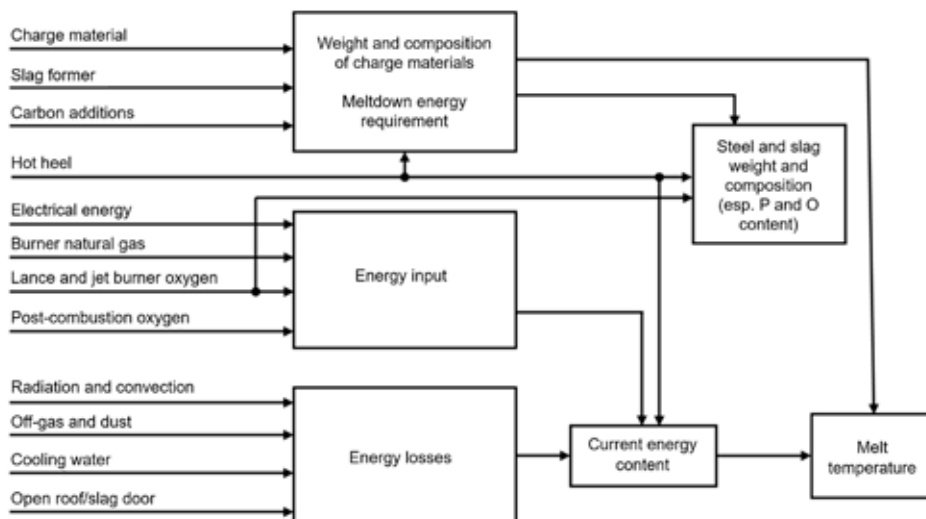 Charge material
Slag former
Carbon additions
Hot heel
Electrical energy
Burner natural gas
Lance and jet burner oxygen
Post-combustion oxygen
Radiation and convection
Off-gas and dust
Cooling water
Open roof/slag door
Weight and composition
of charge materials
Meltdown energy
requirement
Energy input
Energy losses
Steel and slag
weight and
composition
(esp. P and O
content)
Current energy
content
Melt
temperature